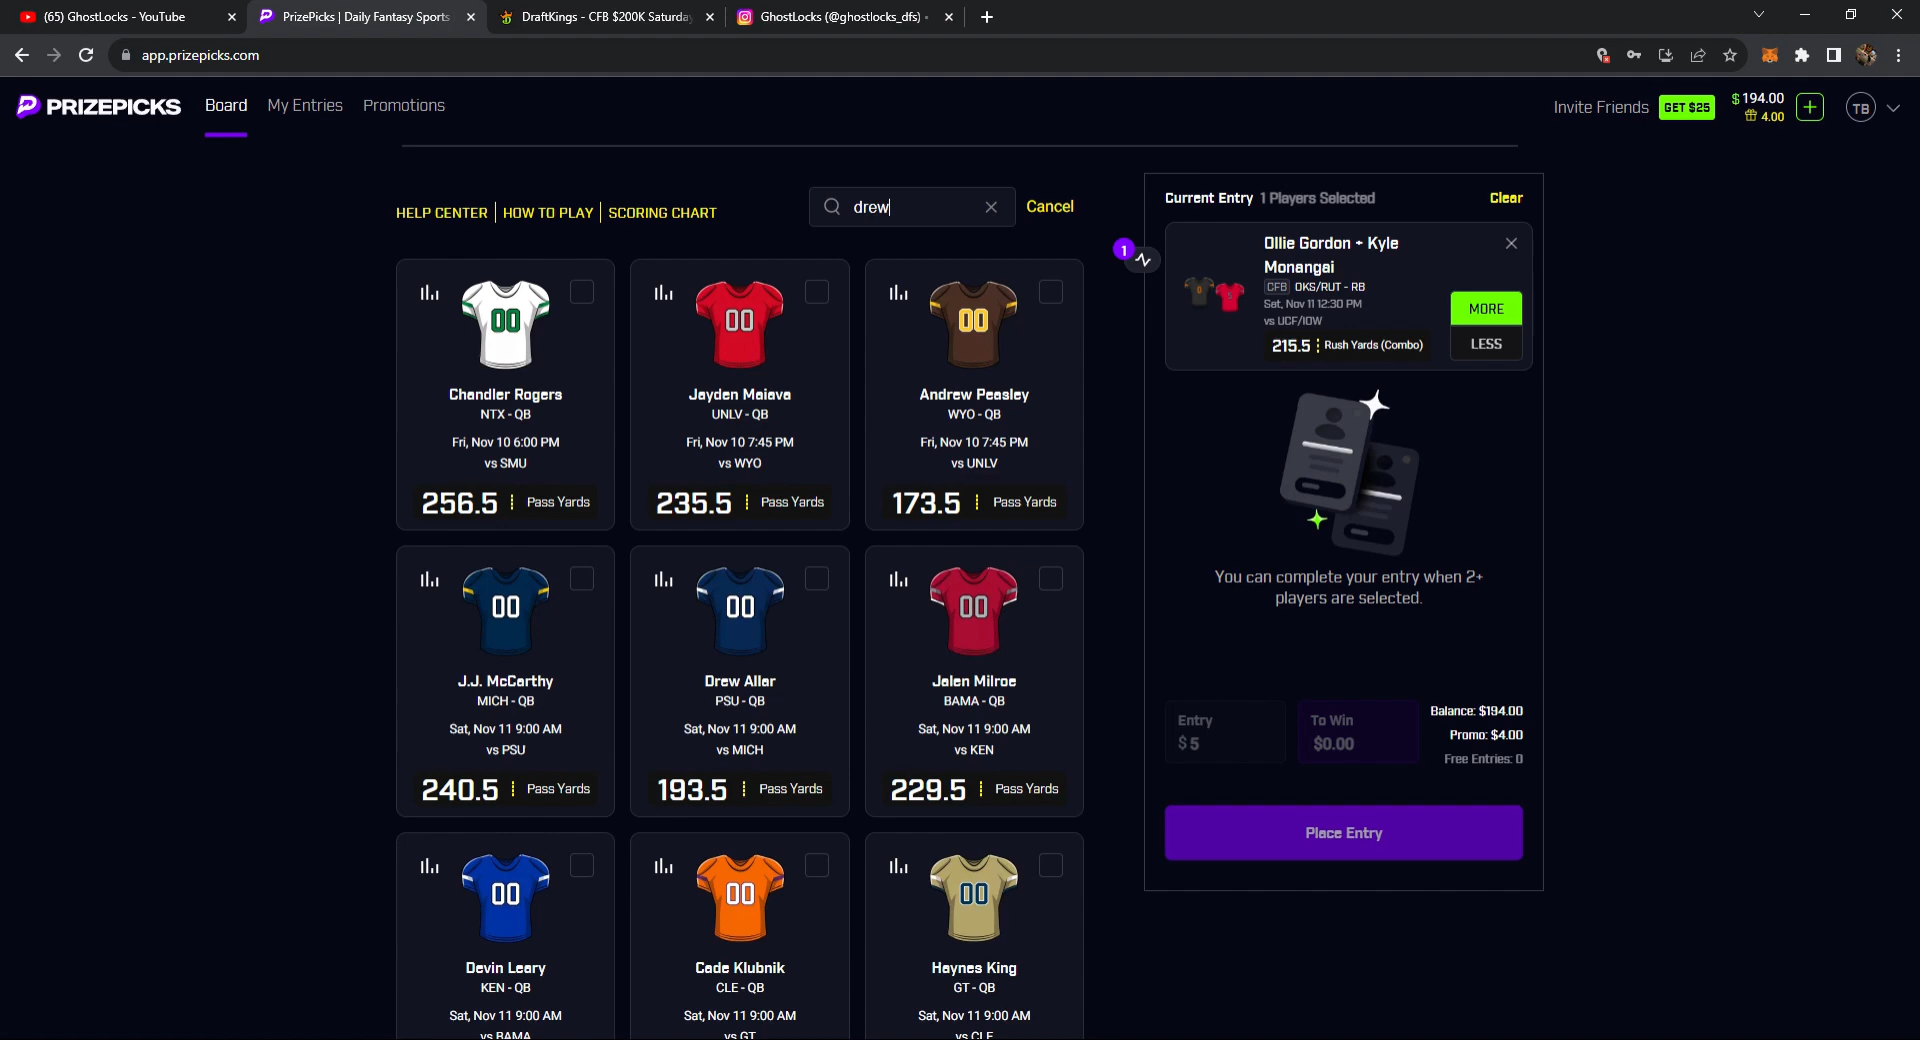 (65) GhostLocks - YouTube
PrizePicks | Daily Fantasy Sports
DraftKings - CFB $200K Saturday
GhostLocks (@ghostlocks_dfs) •
app.prizepicks.com
PRIZEPICKS
Board
My Entries
Promotions
Invite Friends
GET $25
$ 194.00
4.00
TB
HELP CENTER
HOW TO PLAY
SCORING CHART
drew
Cancel
Chandler Rogers
NTX - QB
Fri, Nov 10 6:00 PM
vs SMU
256.5 Pass Yards
Jayden Maiava
UNLV - QB
Fri, Nov 10 7:45 PM
vs WYO
235.5 Pass Yards
Andrew Peasley
WYO - QB
Fri, Nov 10 7:45 PM
vs UNLV
173.5 Pass Yards
00
00
00
J.J. McCarthy
MICH - QB
Sat, Nov 11 9:00 AM
vs PSU
240.5 Pass Yards
Drew Allar
PSU - QB
Sat, Nov 11 9:00 AM
vs MICH
193.5 Pass Yards
Jalen Milroe
BAMA - QB
Sat, Nov 11 9:00 AM
vs KEN
229.5 Pass Yards
00
00
00
Devin Leary
KEN - QB
Sat, Nov 11 9:00 AM
vs BAMA
Cade Klubnik
CLE - QB
Sat, Nov 11 9:00 AM
vs GT
Haynes King
GT - QB
Sat, Nov 11 9:00 AM
vs CLE
00
00
00
Current Entry 1 Players Selected
Clear
1
Ollie Gordon + Kyle
Monangai
CFB OKS/RUT - RB
Sat, Nov 11 12:30 PM
vs UCF/IOW
215.5 Rush Yards (Combo)
MORE
LESS
You can complete your entry when 2+
players are selected.
Entry
$ 5
To Win
$0.00
Balance: $194.00
Promo: $4.00
Free Entries: 0
Place Entry